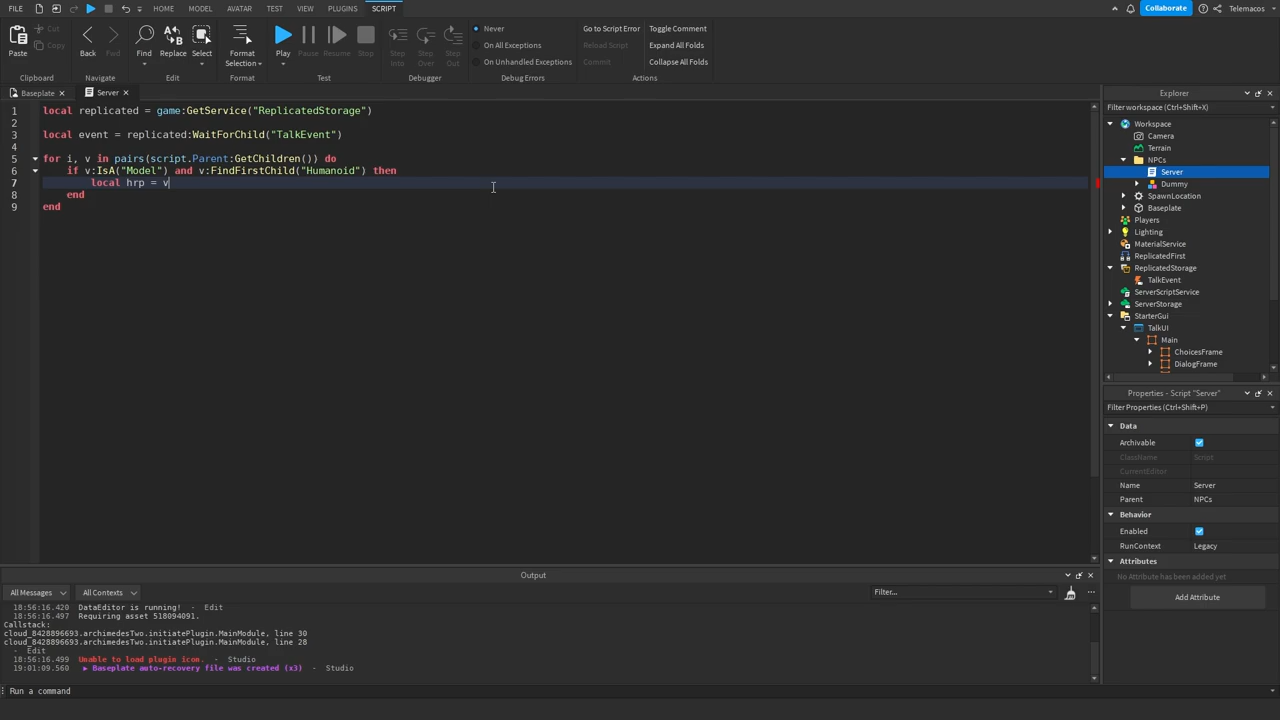 FILE HOME MODEL AVATAR TEST VIEW PLUGINS SCRIPT Collaborate Telemacos
Paste Cut Copy Back Fwd Find Replace Select Format Selection Play Pause Resume Stop Step Into Step Over Step Out
Never
On All Exceptions
On Unhandled Exceptions
Go to Script Error
Reload Script
Commit
Toggle Comment
Expand All Folds
Collapse All Folds
Clipboard Navigate Edit Format Test Debugger Debug Errors Actions
Baseplate Server
1 local replicated = game:GetService("ReplicatedStorage")
2
3 local event = replicated:WaitForChild("TalkEvent")
4
5 for i, v in pairs(script.Parent:GetChildren()) do
6 if v:IsA("Model") and v:FindFirstChild("Humanoid") then
7 local hrp = v
8 end
9 end
Explorer
Filter workspace (Ctrl+Shift+X)
Workspace
Camera
Terrain
NPCs
Server
Dummy
SpawnLocation
Baseplate
Players
Lighting
MaterialService
ReplicatedFirst
ReplicatedStorage
TalkEvent
ServerScriptService
ServerStorage
StarterGui
TalkUI
Main
ChoicesFrame
DialogFrame
Properties - Script "Server"
Filter Properties (Ctrl+Shift+P)
Data
Archivable
ClassName Script
CurrentEditor
Name Server
Parent NPCs
Behavior
Enabled
RunContext Legacy
Attributes
No Attribute has been added yet
Add Attribute
Output
All Messages All Contexts Filter...
18:56:16.420 DataEditor is running! - Edit
18:56:16.497 Requiring asset 518094091.
Callstack:
cloud_8428896693.archimedesTwo.initiatePlugin.MainModule, line 30
cloud_8428896693.archimedesTwo.initiatePlugin.MainModule, line 28
- Edit
18:56:16.499 Unable to load plugin icon. - Studio
19:01:09.560 Baseplate auto-recovery file was created (x3) - Studio
Run a command